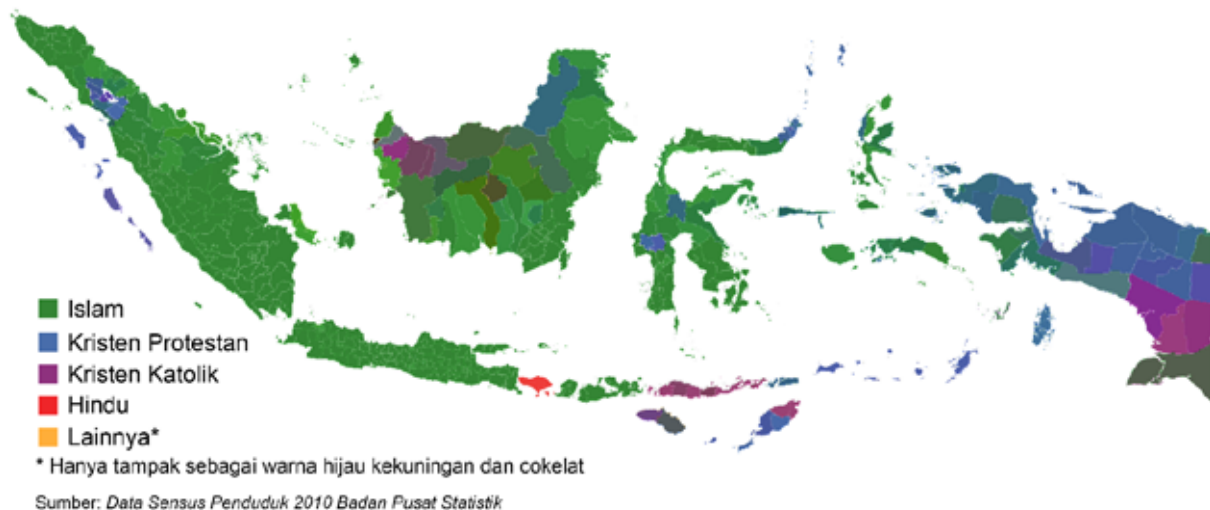 Islam
Kristen Protestan
Kristen Katolik
Hindu
Lainnya*
* Hanya tampak sebagai warna hijau kekuningan dan cokelat
Sumber: Data Sensus Penduduk 2010 Badan Pusat Statistik